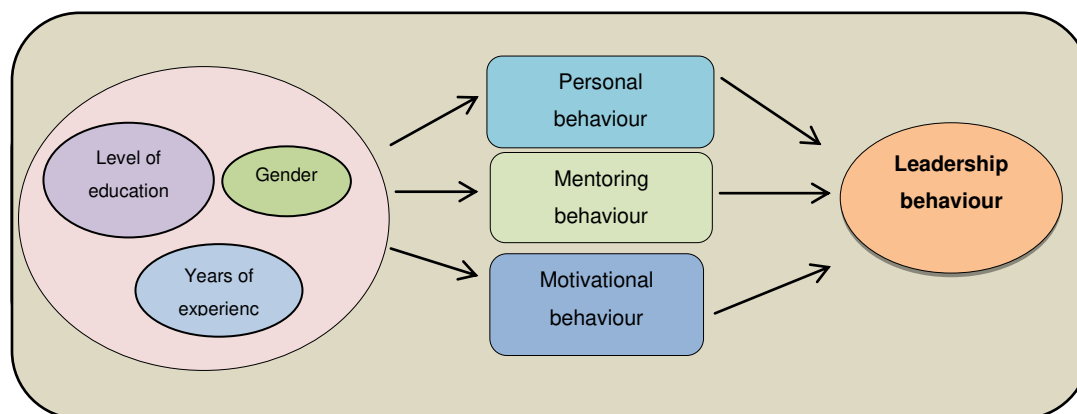 Level of
education
Gender
Years of
experienc
Personal
behaviour
Mentoring
behaviour
Motivational
behaviour
Leadership
behaviour